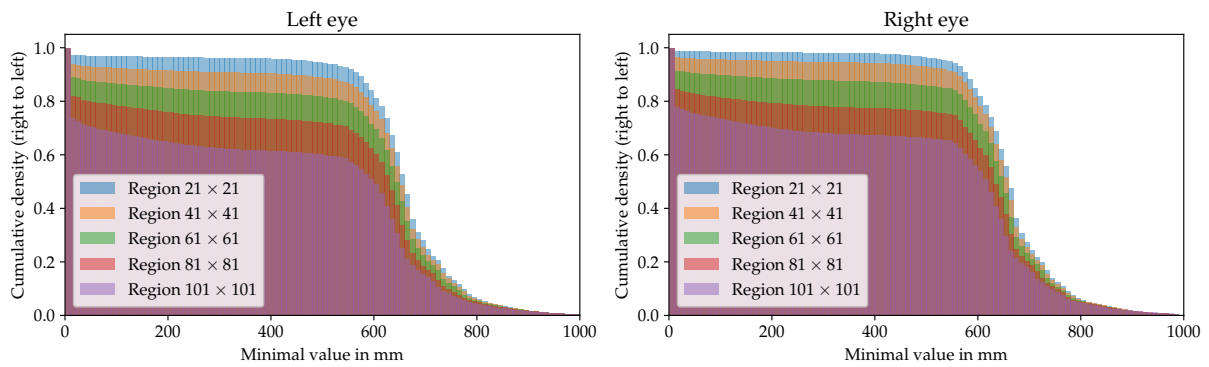 Left eye
Cumulative density (right to left)
1.0
0.8
0.6
0.4
0.2
0.0
Region 21 × 21
Region 41 × 41
Region 61 × 61
Region 81 × 81
Region 101 × 101
0 200 400 600 800 1000
Minimal value in mm
Right eye
Cumulative density (right to left)
1.0
0.8
0.6
0.4
0.2
0.0
Region 21 × 21
Region 41 × 41
Region 61 × 61
Region 81 × 81
Region 101 × 101
0 200 400 600 800 1000
Minimal value in mm